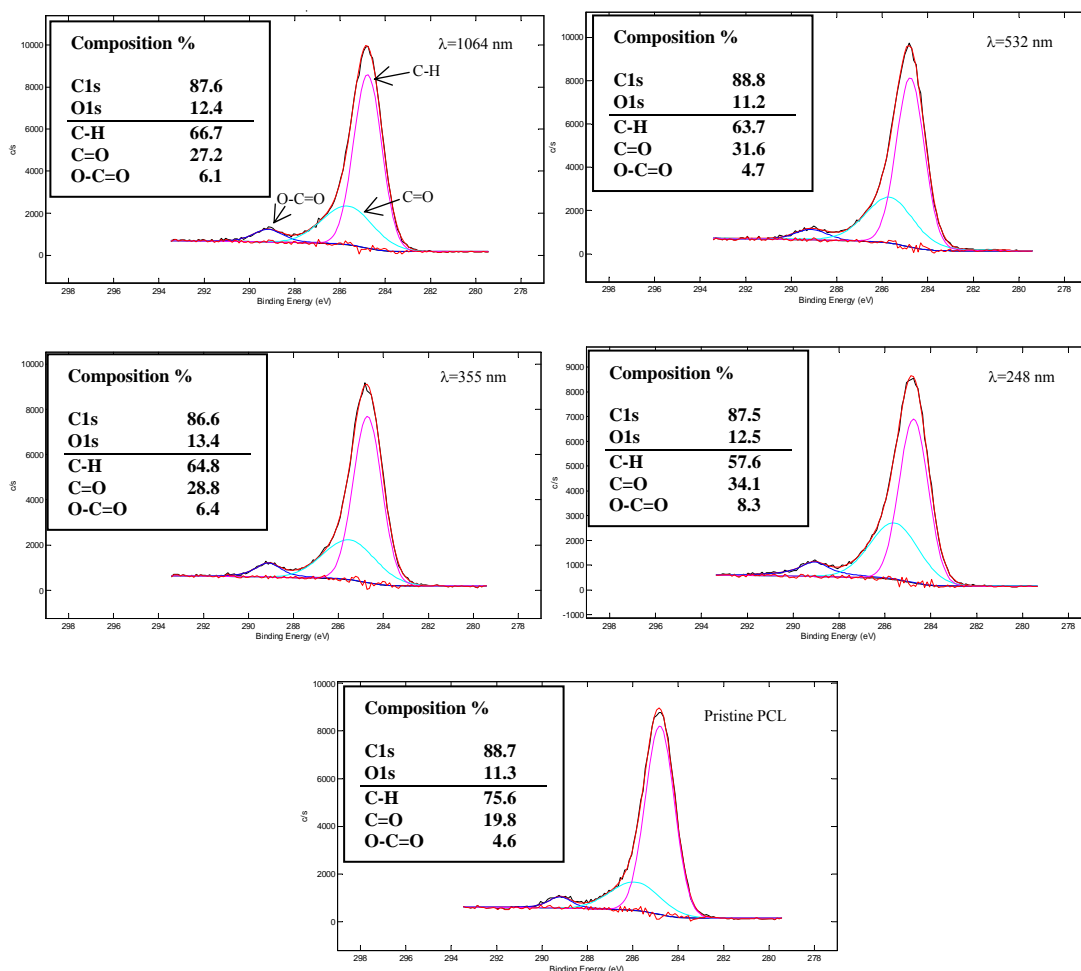 Composition %
C1s 87.6
O1s 12.4
C-H 66.7
C=O 27.2
O-C=O 6.1
λ=1064 nm
C-H
O-C=O
C=O
10000
8000
6000
4000
2000
0
c/s
298 296 294 292 290 288 286 284 282 280 278
Binding Energy (eV)
Composition %
C1s 88.8
O1s 11.2
C-H 63.7
C=O 31.6
O-C=O 4.7
λ=532 nm
10000
8000
6000
4000
2000
0
c/s
298 296 294 292 290 288 286 284 282 280 278
Binding Energy (eV)
Composition %
C1s 86.6
O1s 13.4
C-H 64.8
C=O 28.8
O-C=O 6.4
λ=355 nm
10000
8000
6000
4000
2000
0
c/s
298 296 294 292 290 288 286 284 282 280 278
Binding Energy (eV)
Composition %
C1s 87.5
O1s 12.5
C-H 57.6
C=O 34.1
O-C=O 8.3
λ=248 nm
9000
8000
7000
6000
5000
4000
3000
2000
1000
0
-1000
c/s
298 296 294 292 290 288 286 284 282 280 278
Binding Energy (eV)
Composition %
C1s 88.7
O1s 11.3
C-H 75.6
C=O 19.8
O-C=O 4.6
Pristine PCL
10000
8000
6000
4000
2000
0
c/s
298 296 294 292 290 288 286 284 282 280 278
Binding Energy (eV)